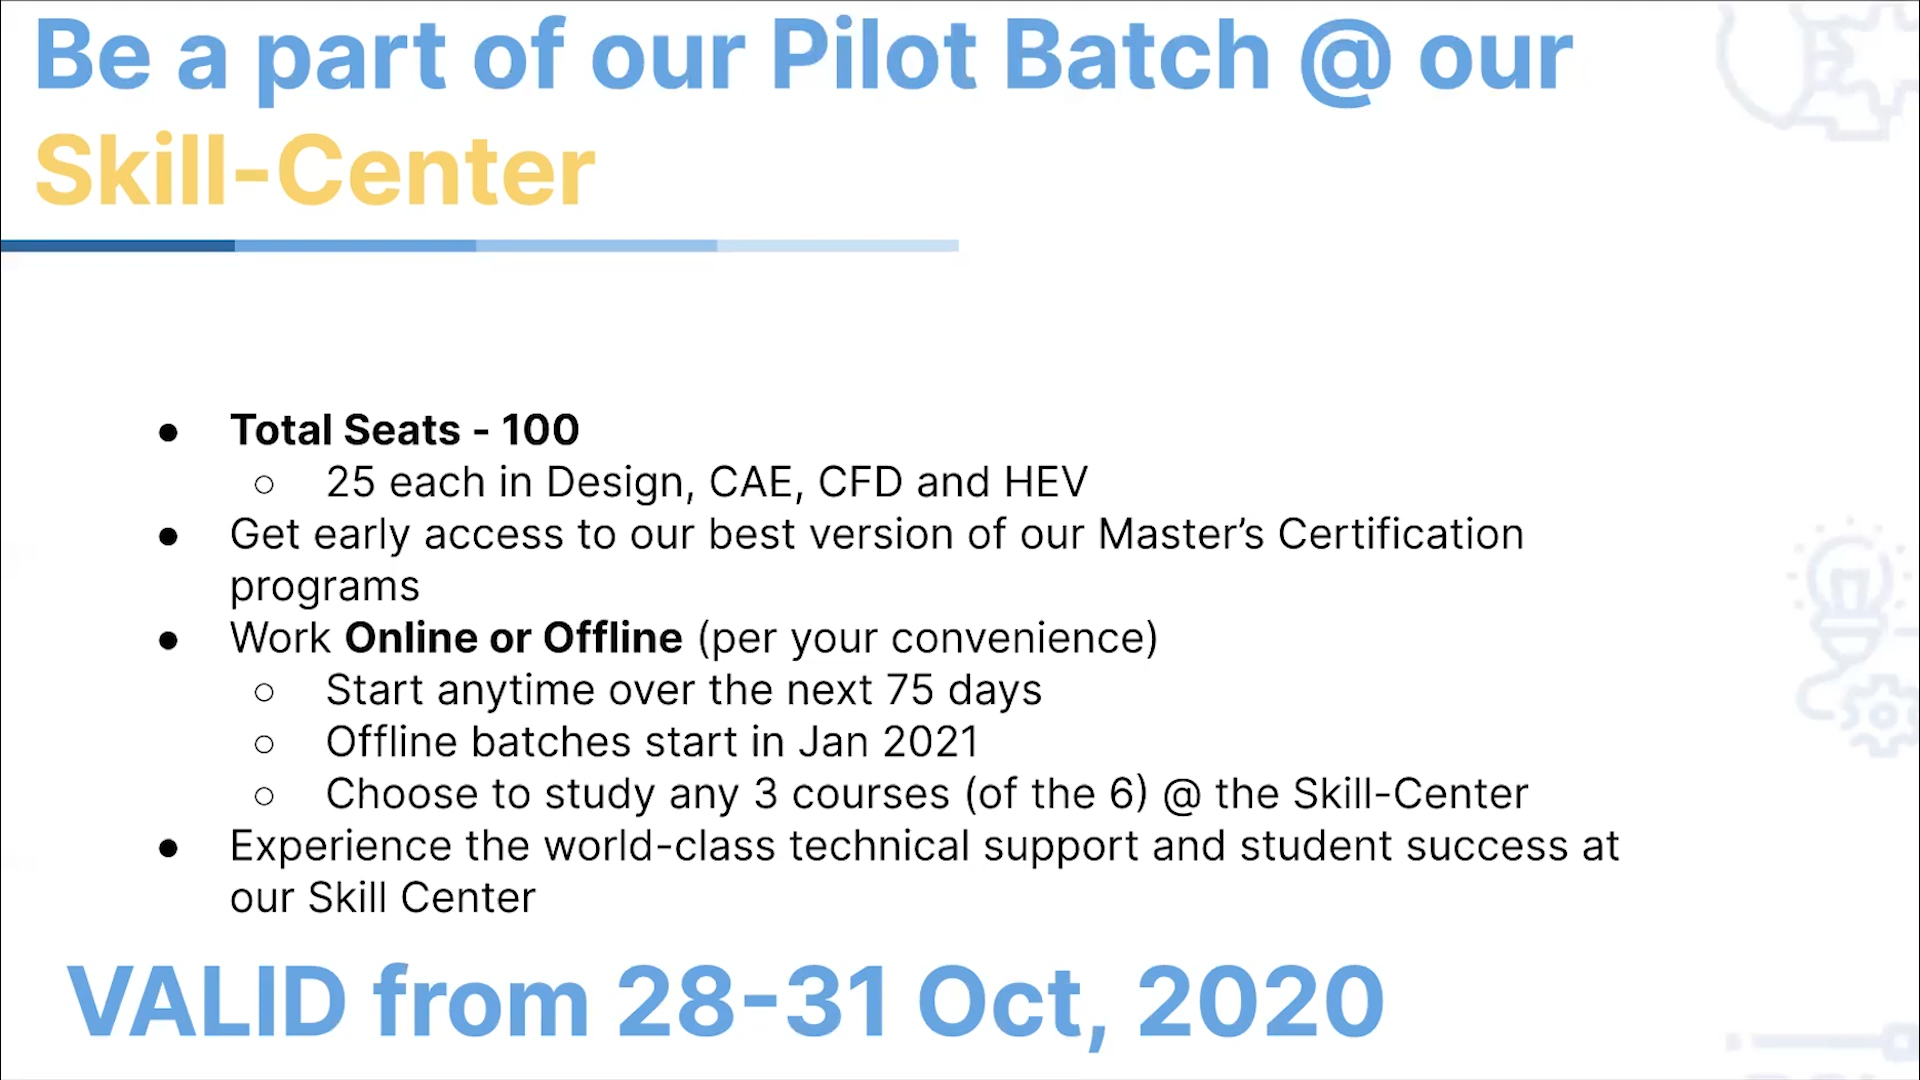 Be a part of our Pilot Batch @ our
Skill-Center
● Total Seats - 100
○ 25 each in Design, CAE, CFD and HEV
● Get early access to our best version of our Master’s Certification
programs
● Work Online or Offline (per your convenience)
○ Start anytime over the next 75 days
○ Offline batches start in Jan 2021
○ Choose to study any 3 courses (of the 6) @ the Skill-Center
● Experience the world-class technical support and student success at
our Skill Center
VALID from 28-31 Oct, 2020